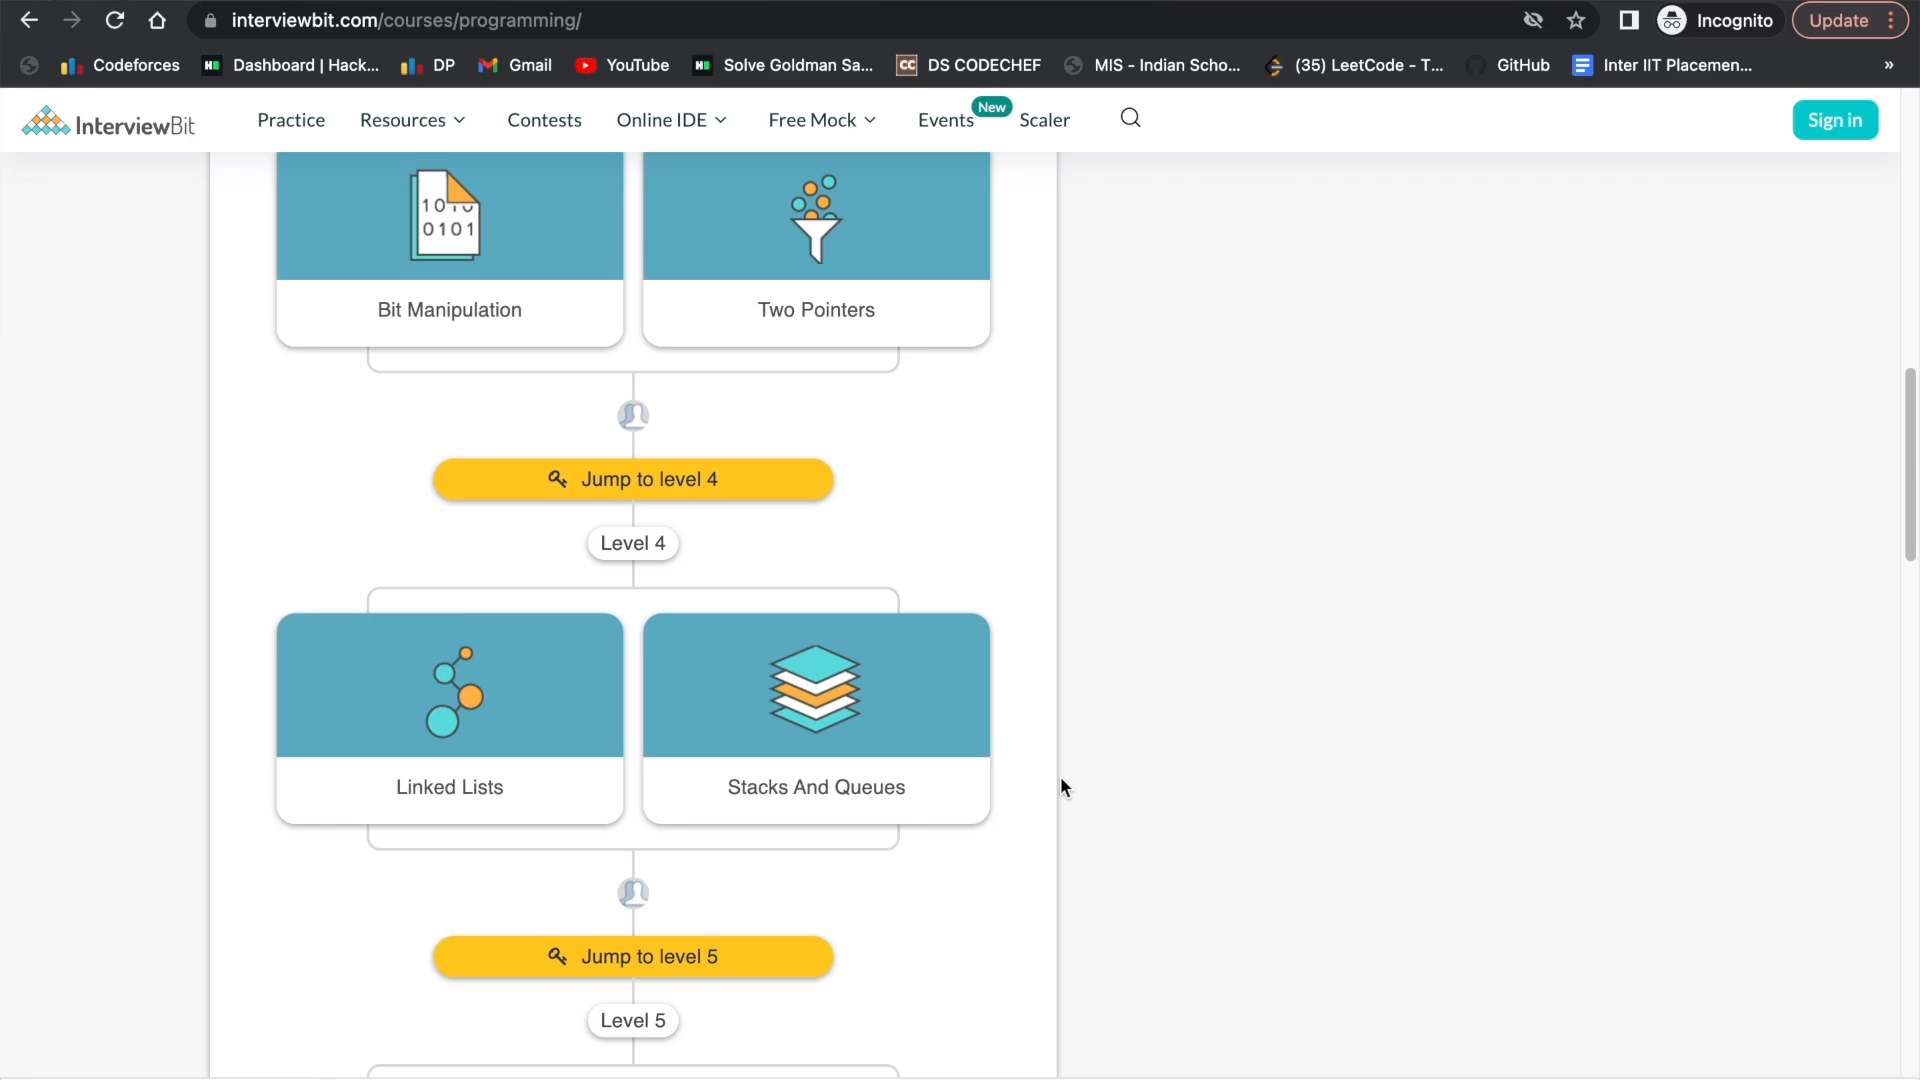 interviewbit.com/courses/programming/
Incognito
Update
Codeforces
Dashboard | Hack...
DP
Gmail
YouTube
Solve Goldman Sa...
DS CODECHEF
MIS - Indian Scho...
(35) LeetCode - T...
GitHub
Inter IIT Placemen...
»
InterviewBit
Practice
Resources
Contests
Online IDE
Free Mock
Events
New
Scaler
Sign in
1010
0101
Bit Manipulation
Two Pointers
Jump to level 4
Level 4
Linked Lists
Stacks And Queues
Jump to level 5
Level 5